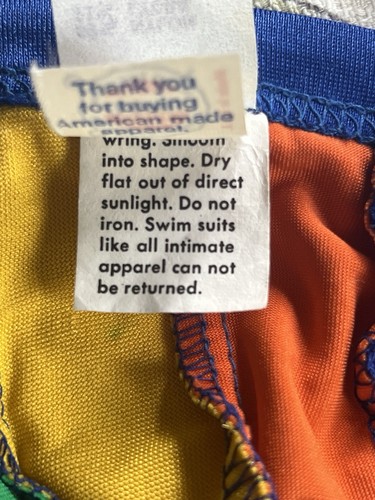 Thank you
for buying
American made
apparel.
wring. Smooth
into shape. Dry
flat out of direct
sunlight. Do not
iron. Swim suits
like all intimate
apparel can not
be returned.